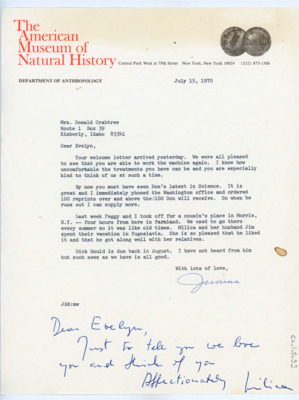 The
American
Museum of
Natural History
Central Park West at 79th Street New York, New York 10024 (212) 873-1300
DEPARTMENT OF ANTHROPOLOGY
July 15, 1970
Mrs. Donald Crabtree
Route 1 Box 39
Kimberly, Idaho 83341
Dear Evelyn,
Your welcome letter arrived yesterday. We were all pleased
to see that you are able to work the machine again. I know how
uncomfortable the treatments you have can be and you are especially
kind to think of us at such a time.
By now you must have seen Don's latest in Science. It is
great and I immediately phoned the Washington office and ordered
100 reprints over and above the 100 Don will receive. So when he
runs out I can supply more.
Last week Peggy and I took off for a cousin's place in Morris,
N.Y. -- four hours from here in farmland. We used to go there
every summer so it was like old times. Milica and her husband Jim
spent their vacation in Yugoslavia. She is so pleased that he liked
it and that he got along well with her relatives.
Dick Gould is due back in August. I have not heard from him
but such news as we have is all good.
With lots of love,
JSH:mw
Dear Evelyn,
Just to tell you we love
you and think of you
Affectionately Milica